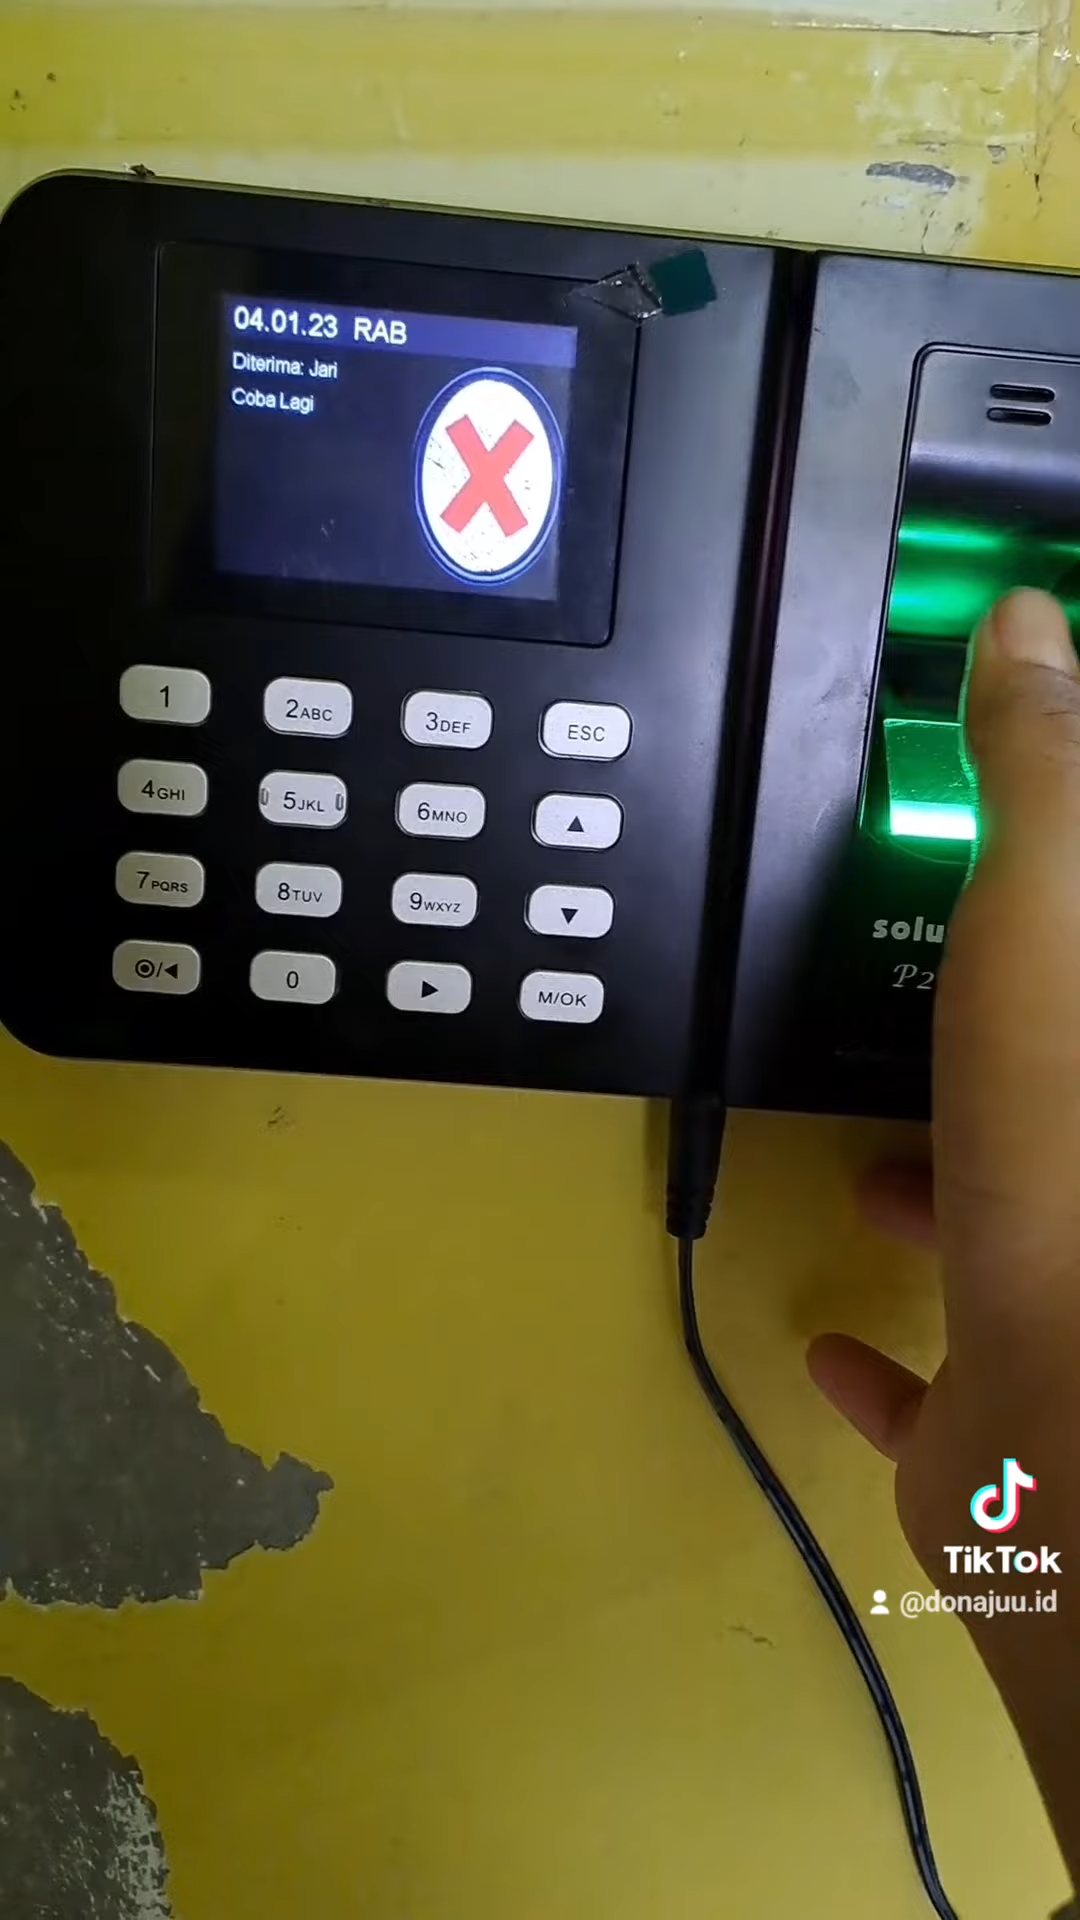 04.01.23 RAB
Diterima: Jari
Coba Lagi
1
2ABC
3DEF
ESC
4GHI
5JKL
6MNO
▲
7PQRS
8TUV
9WXYZ
▼
◎/◀
0
▶
M/OK
solu
P2
TikTok
@donajuu.id